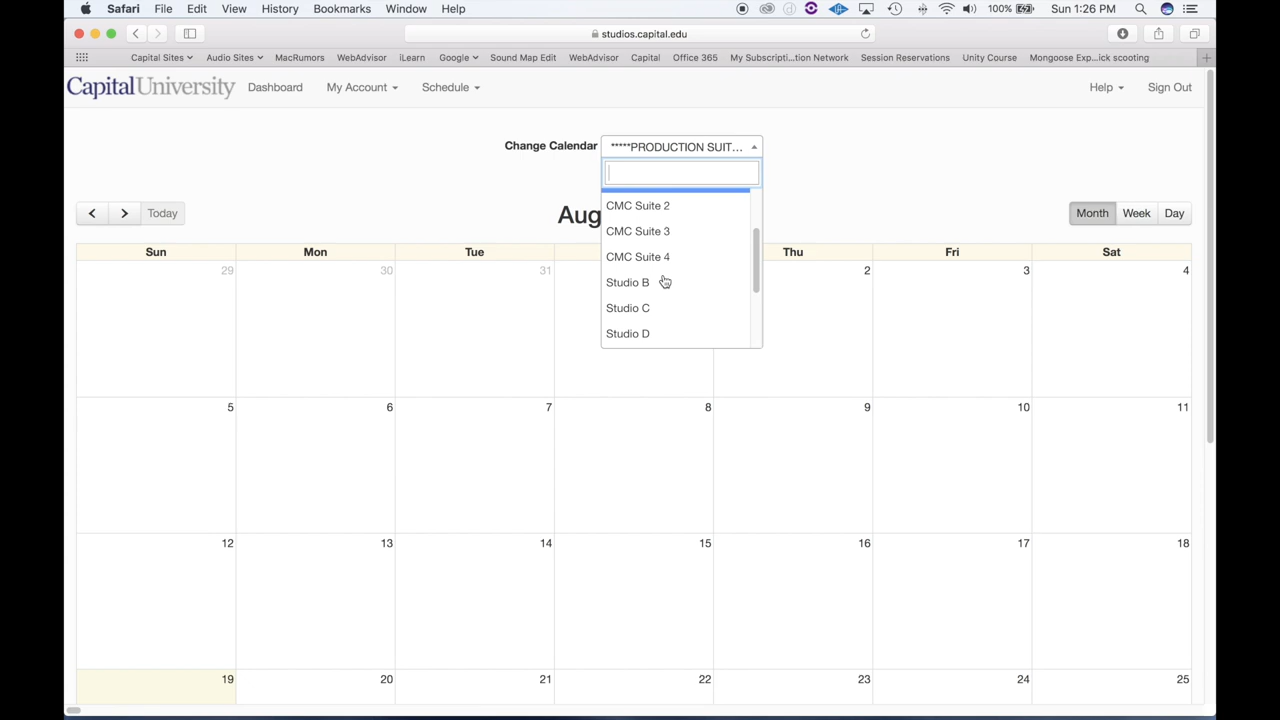 Safari File Edit View History Bookmarks Window Help 100% Sun 1:26 PM
studios.capital.edu
Capital Sites Audio Sites MacRumors WebAdvisor iLearn Google Sound Map Edit WebAdvisor Capital Office 365 My Subscripti...tion Network Session Reservations Unity Course Mongoose Exp...ick scooting
CapitalUniversity Dashboard My Account Schedule Help Sign Out
Change Calendar *****PRODUCTION SUIT...
< > Today Aug Month Week Day
CMC Suite 2
CMC Suite 3
CMC Suite 4
Studio B
Studio C
Studio D
Sun Mon Tue Thu Fri Sat
29 30 31 2 3 4
5 6 7 8 9 10 11
12 13 14 15 16 17 18
19 20 21 22 23 24 25